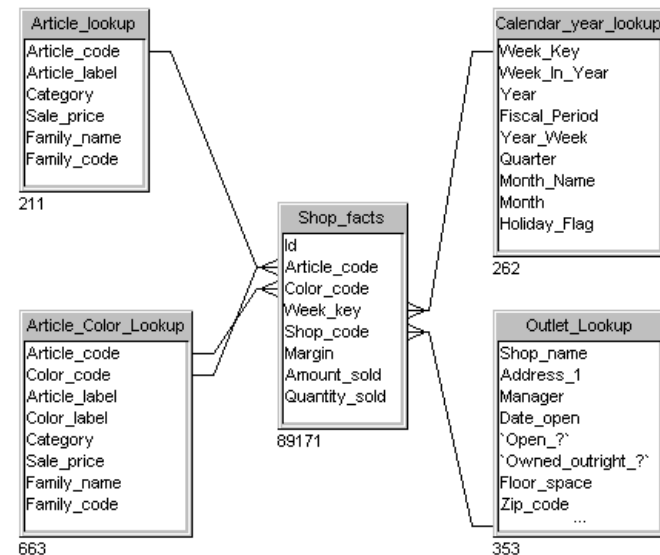 Article_lookup
Article_code
Article_label
Category
Sale_price
Family_name
Family_code
211
Calendar_year_lookup
Week_Key
Week_In_Year
Year
Fiscal_Period
Year_Week
Quarter
Month_Name
Month
Holiday_Flag
262
Shop_facts
Id
Article_code
Color_code
Week_key
Shop_code
Margin
Amount_sold
Quantity_sold
89171
Article_Color_Lookup
Article_code
Color_code
Article_label
Color_label
Category
Sale_price
Family_name
Family_code
663
Outlet_Lookup
Shop_name
Address_1
Manager
Date_open
`Open_?`
`Owned_outright_?`
Floor_space
Zip_code
...
353